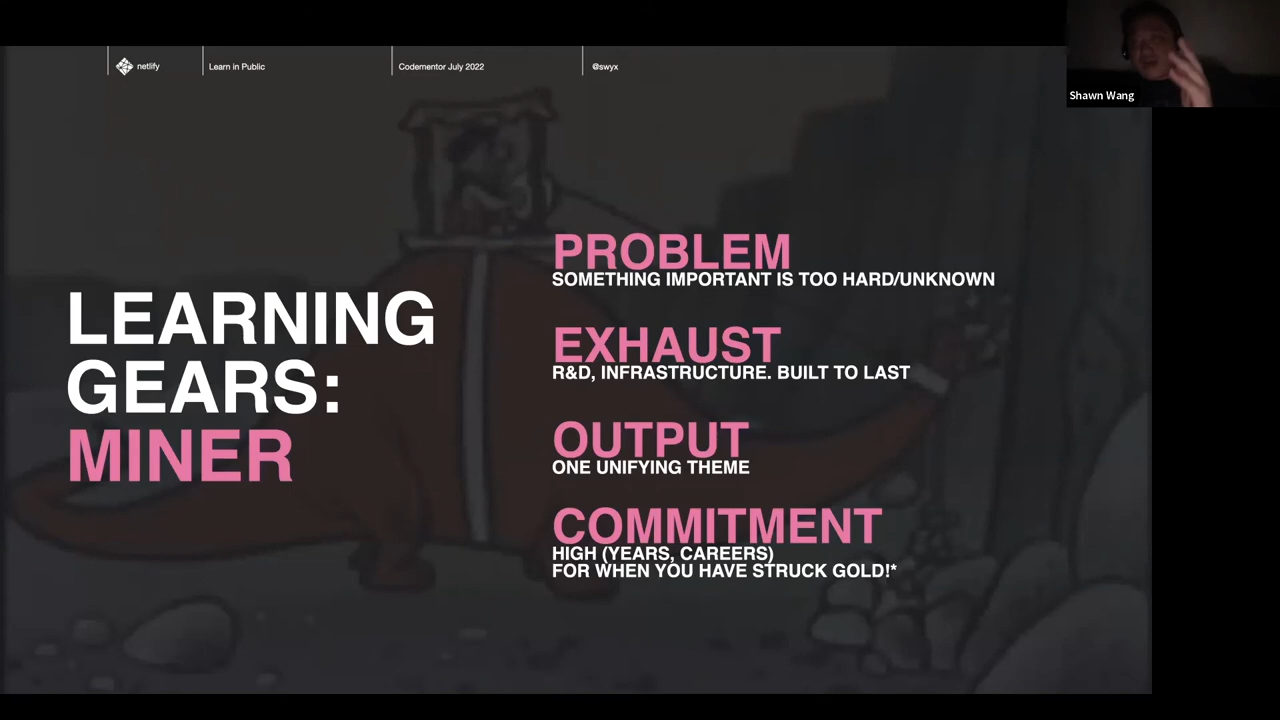 netlify
Learn in Public
Codementor July 2022
@swyx
Shawn Wang
LEARNING
GEARS:
MINER
PROBLEM
SOMETHING IMPORTANT IS TOO HARD/UNKNOWN
EXHAUST
R&D, INFRASTRUCTURE. BUILT TO LAST
OUTPUT
ONE UNIFYING THEME
COMMITMENT
HIGH (YEARS, CAREERS)
FOR WHEN YOU HAVE STRUCK GOLD!*